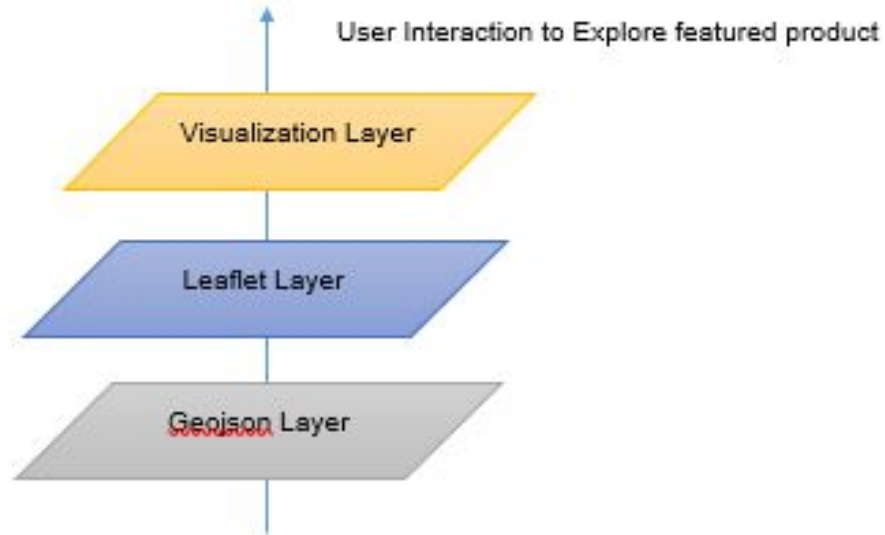 User Interaction to Explore featured product
Visualization Layer
Leaflet Layer
Geojson Layer